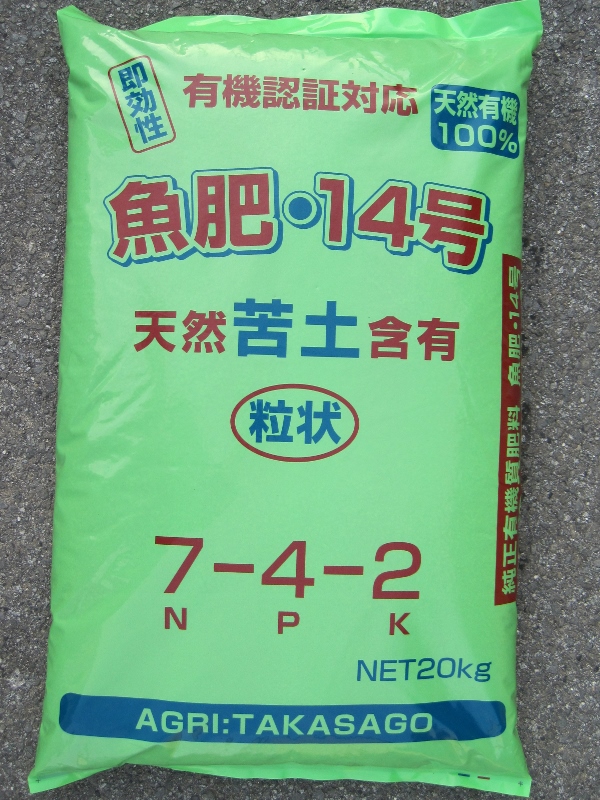 即効性
有機認証対応
天然有機
100%
魚肥・14号
天然苦土含有
粒状
7-4-2
N P K
NET20kg
AGRI:TAKASAGO
純正有機質肥料 魚肥・14号